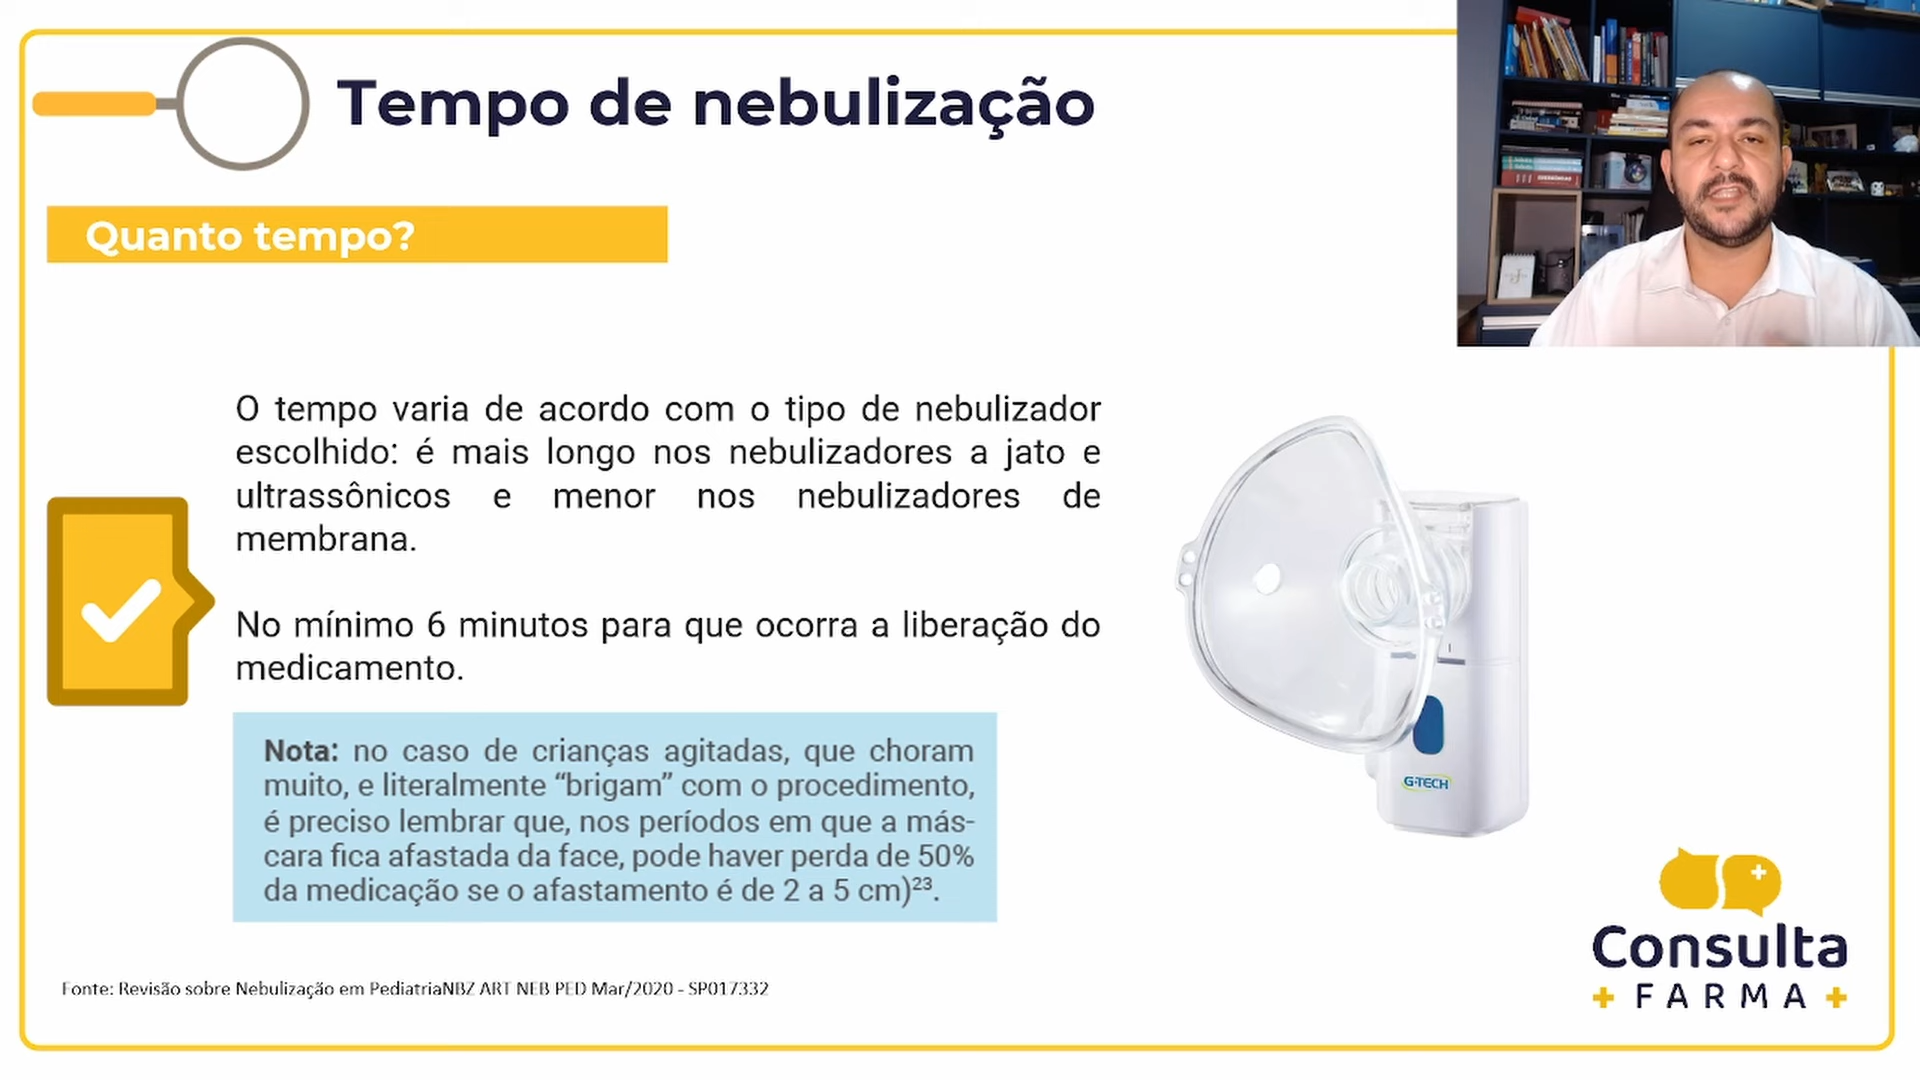 Tempo de nebulização
Quanto tempo?
O tempo varia de acordo com o tipo de nebulizador
escolhido: é mais longo nos nebulizadores a jato e
ultrassônicos e menor nos nebulizadores de
membrana.
No mínimo 6 minutos para que ocorra a liberação do
medicamento.
Nota: no caso de crianças agitadas, que choram
muito, e literalmente “brigam” com o procedimento,
é preciso lembrar que, nos períodos em que a más-
cara fica afastada da face, pode haver perda de 50%
da medicação se o afastamento é de 2 a 5 cm)²³.
G-TECH
Fonte: Revisão sobre Nebulização em PediatriaNBZ ART NEB PED Mar/2020 - SP017332
Consulta
+ FARMA +